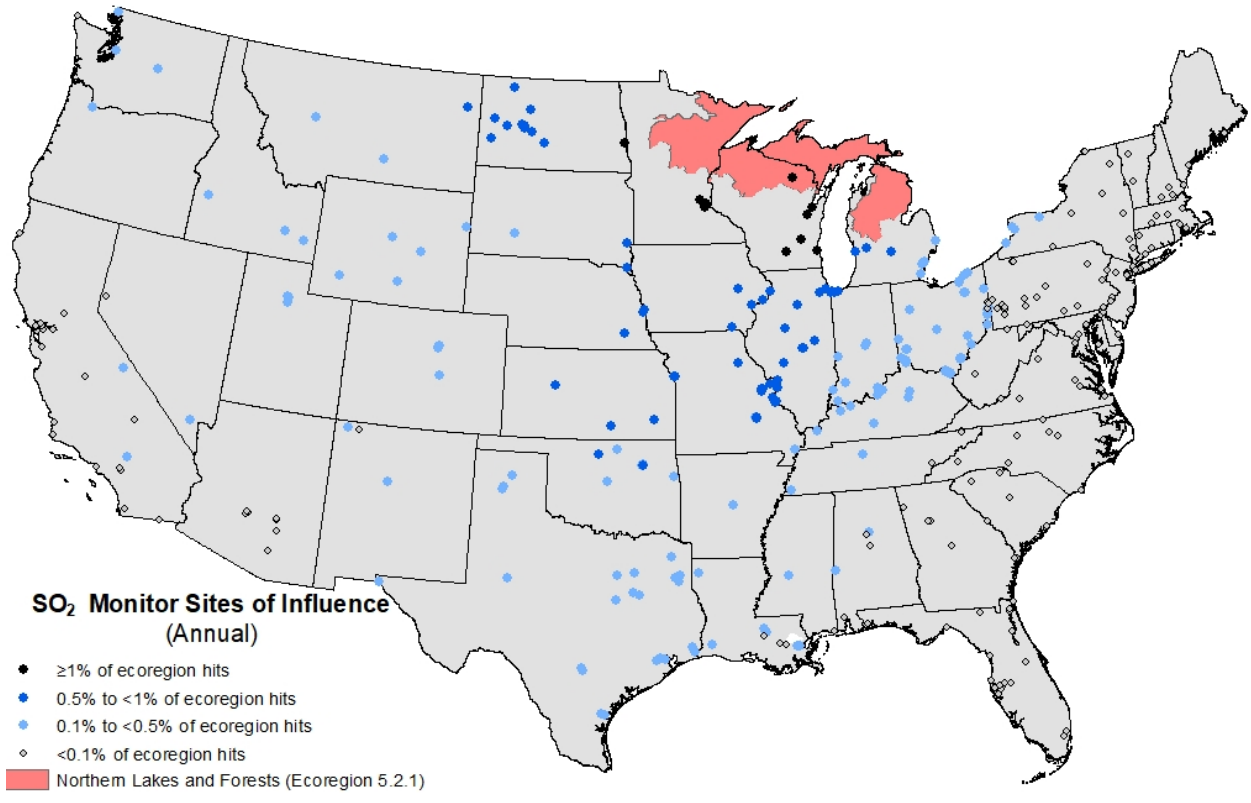 SO₂ Monitor Sites of Influence
(Annual)
≥1% of ecoregion hits
0.5% to <1% of ecoregion hits
0.1% to <0.5% of ecoregion hits
<0.1% of ecoregion hits
Northern Lakes and Forests (Ecoregion 5.2.1)